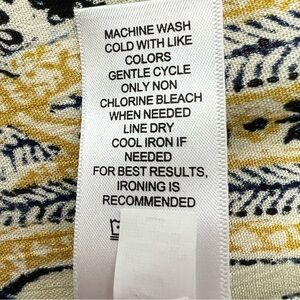 MACHINE WASH
COLD WITH LIKE
COLORS
GENTLE CYCLE
ONLY NON
CHLORINE BLEACH
WHEN NEEDED
LINE DRY
COOL IRON IF
NEEDED
FOR BEST RESULTS,
IRONING IS
RECOMMENDED